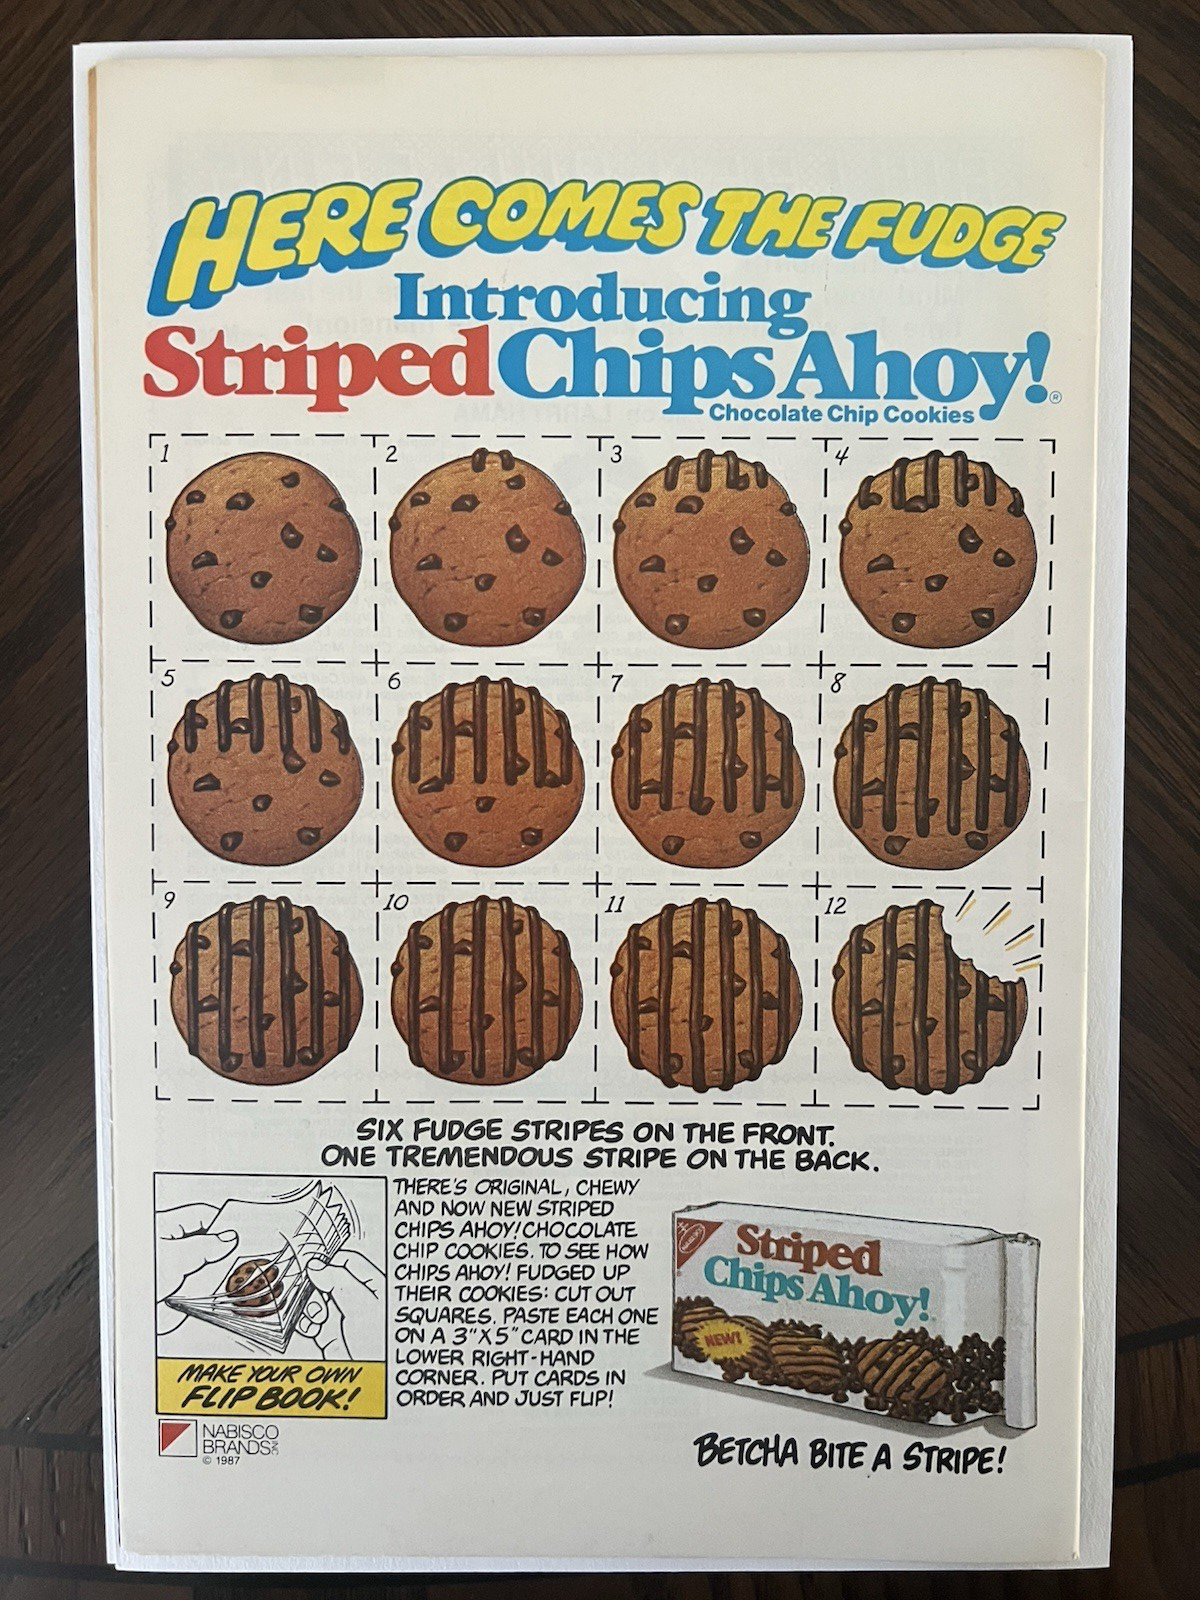 HERE COMES THE FUDGE
Introducing
Striped Chips Ahoy!®
Chocolate Chip Cookies
1
2
3
4
5
6
7
8
9
10
11
12
SIX FUDGE STRIPES ON THE FRONT.
ONE TREMENDOUS STRIPE ON THE BACK.
MAKE YOUR OWN
FLIP BOOK!
THERE'S ORIGINAL, CHEWY
AND NOW NEW STRIPED
CHIPS AHOY! CHOCOLATE
CHIP COOKIES. TO SEE HOW
CHIPS AHOY! FUDGED UP
THEIR COOKIES: CUT OUT
SQUARES. PASTE EACH ONE
ON A 3"X5" CARD IN THE
LOWER RIGHT-HAND
CORNER. PUT CARDS IN
ORDER AND JUST FLIP!
NABISCO
Striped
Chips Ahoy!
NEW!
BETCHA BITE A STRIPE!
NABISCO
BRANDS INC
© 1987